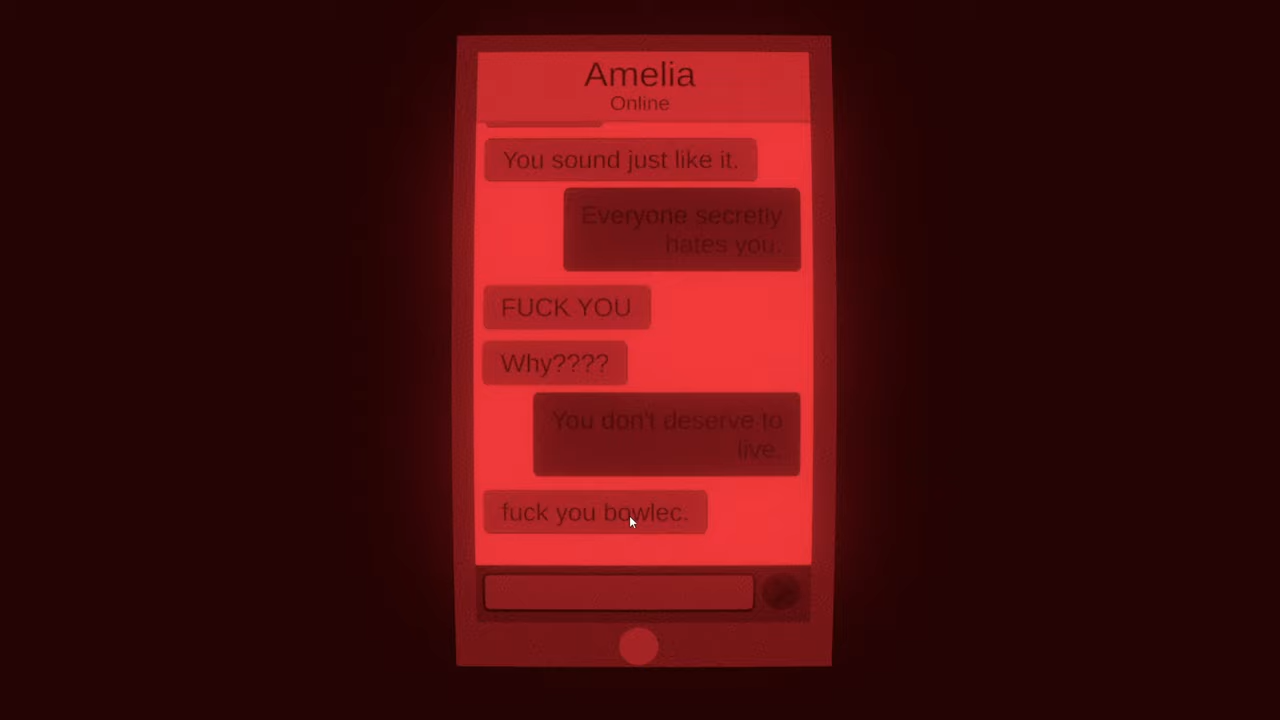 Amelia
Online
You sound just like it.
Everyone secretly
hates you.
FUCK YOU
Why????
You don't deserve to
live.
fuck you bowlec.